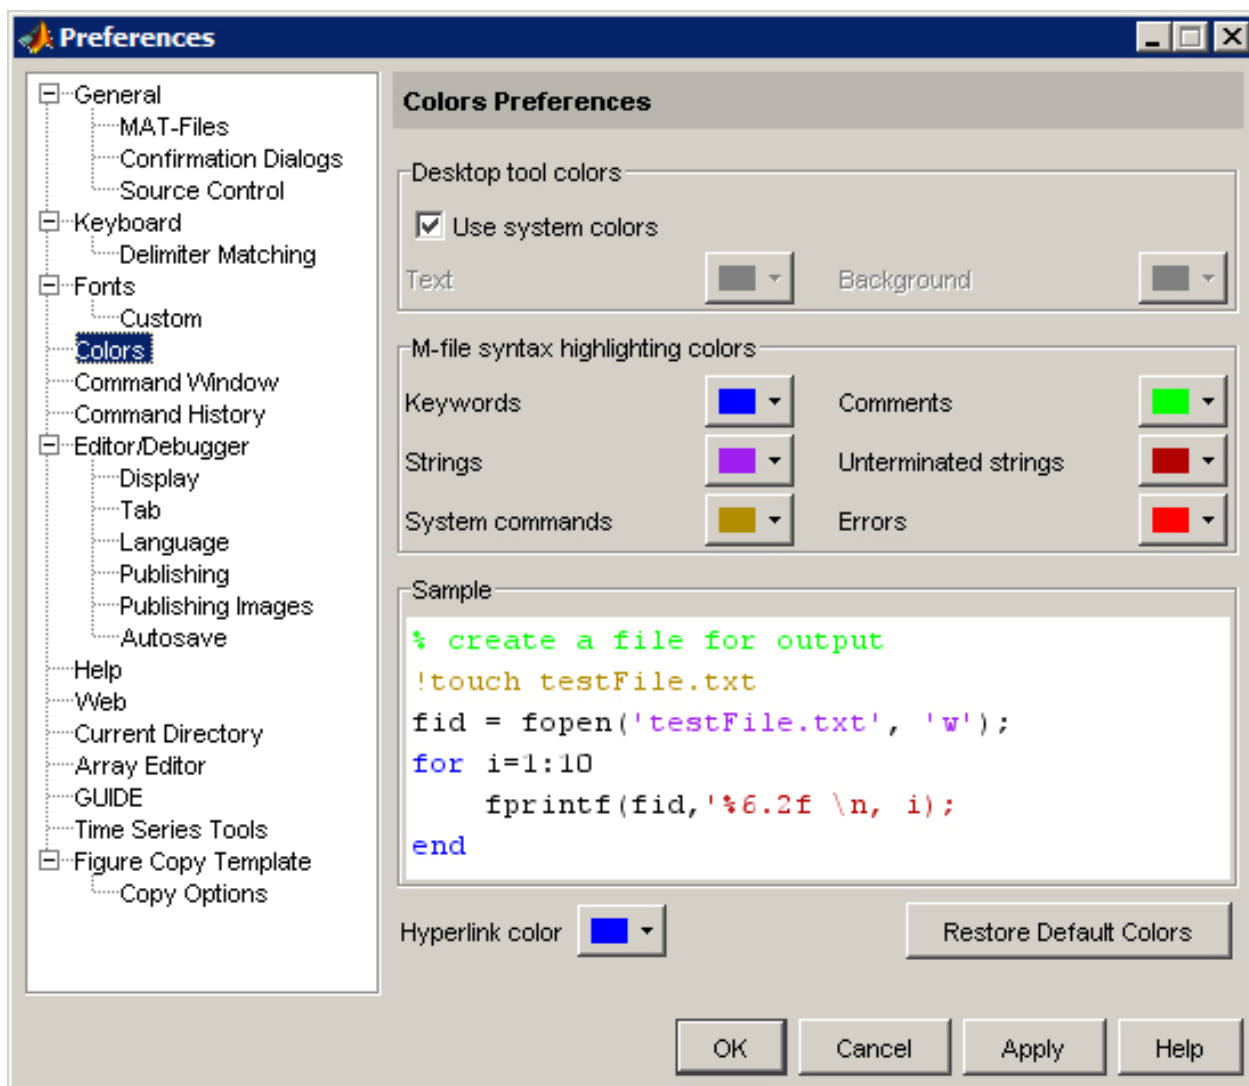 Preferences
General
MAT-Files
Confirmation Dialogs
Source Control
Keyboard
Delimiter Matching
Fonts
Custom
Colors
Command Window
Command History
Editor/Debugger
Display
Tab
Language
Publishing
Publishing Images
Autosave
Help
Web
Current Directory
Array Editor
GUIDE
Time Series Tools
Figure Copy Template
Copy Options
Colors Preferences
Desktop tool colors
Use system colors
Text Background
M-file syntax highlighting colors
Keywords Comments
Strings Unterminated strings
System commands Errors
Sample
% create a file for output
!touch testFile.txt
fid = fopen('testFile.txt', 'w');
for i=1:10
    fprintf(fid,'%6.2f \n, i);
end
Hyperlink color Restore Default Colors
OK Cancel Apply Help